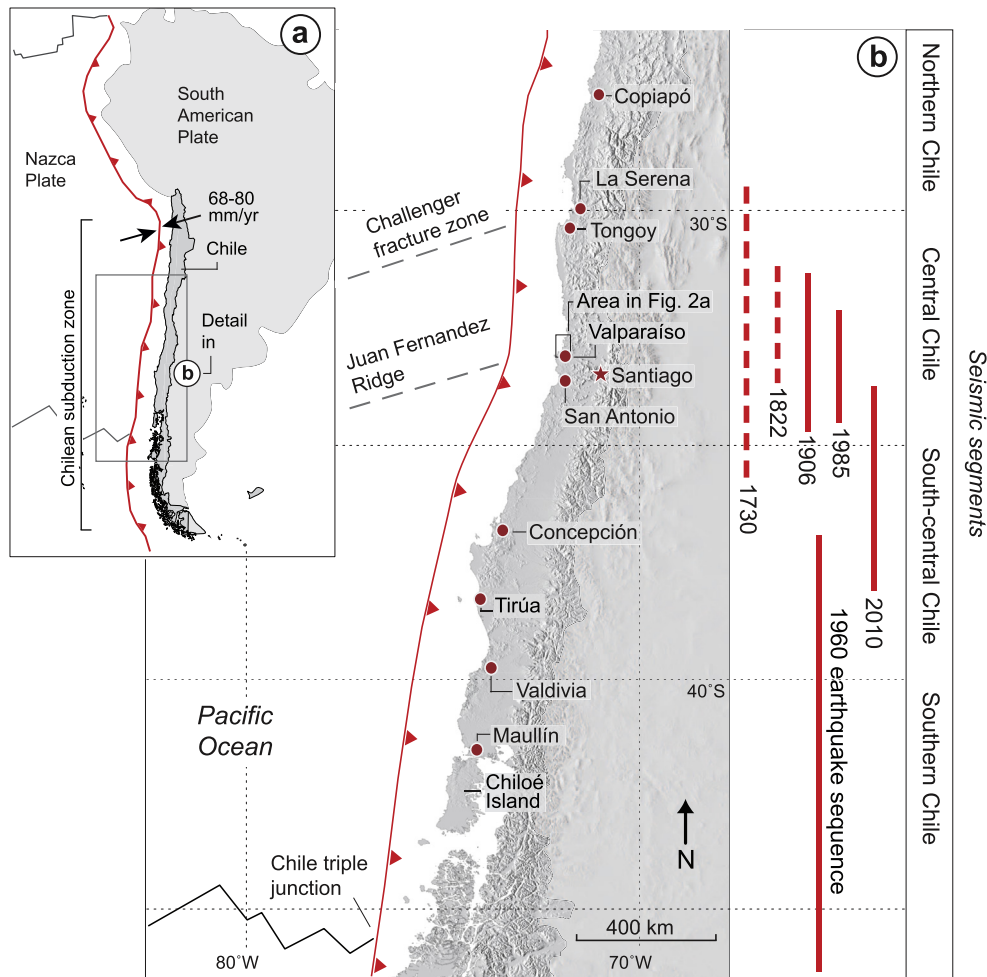 a
South
American
Plate
Nazca
Plate
68-80
mm/yr
Chile
Detail
in
b
Chilean subduction zone
b
Copiapó
La Serena
30˚S
Tongoy
Challenger
fracture zone
Area in Fig. 2a
Valparaíso
Juan Fernandez
Ridge
Santiago
San Antonio
Concepción
Tirúa
Valdivia
40˚S
Maullín
Chiloé
Island
Pacific
Ocean
N
Chile triple
junction
400 km
80˚W
70˚W
1730
1822
1906
1985
2010
1960 earthquake sequence
Northern Chile
Central Chile
South-central Chile
Southern Chile
Seismic segments